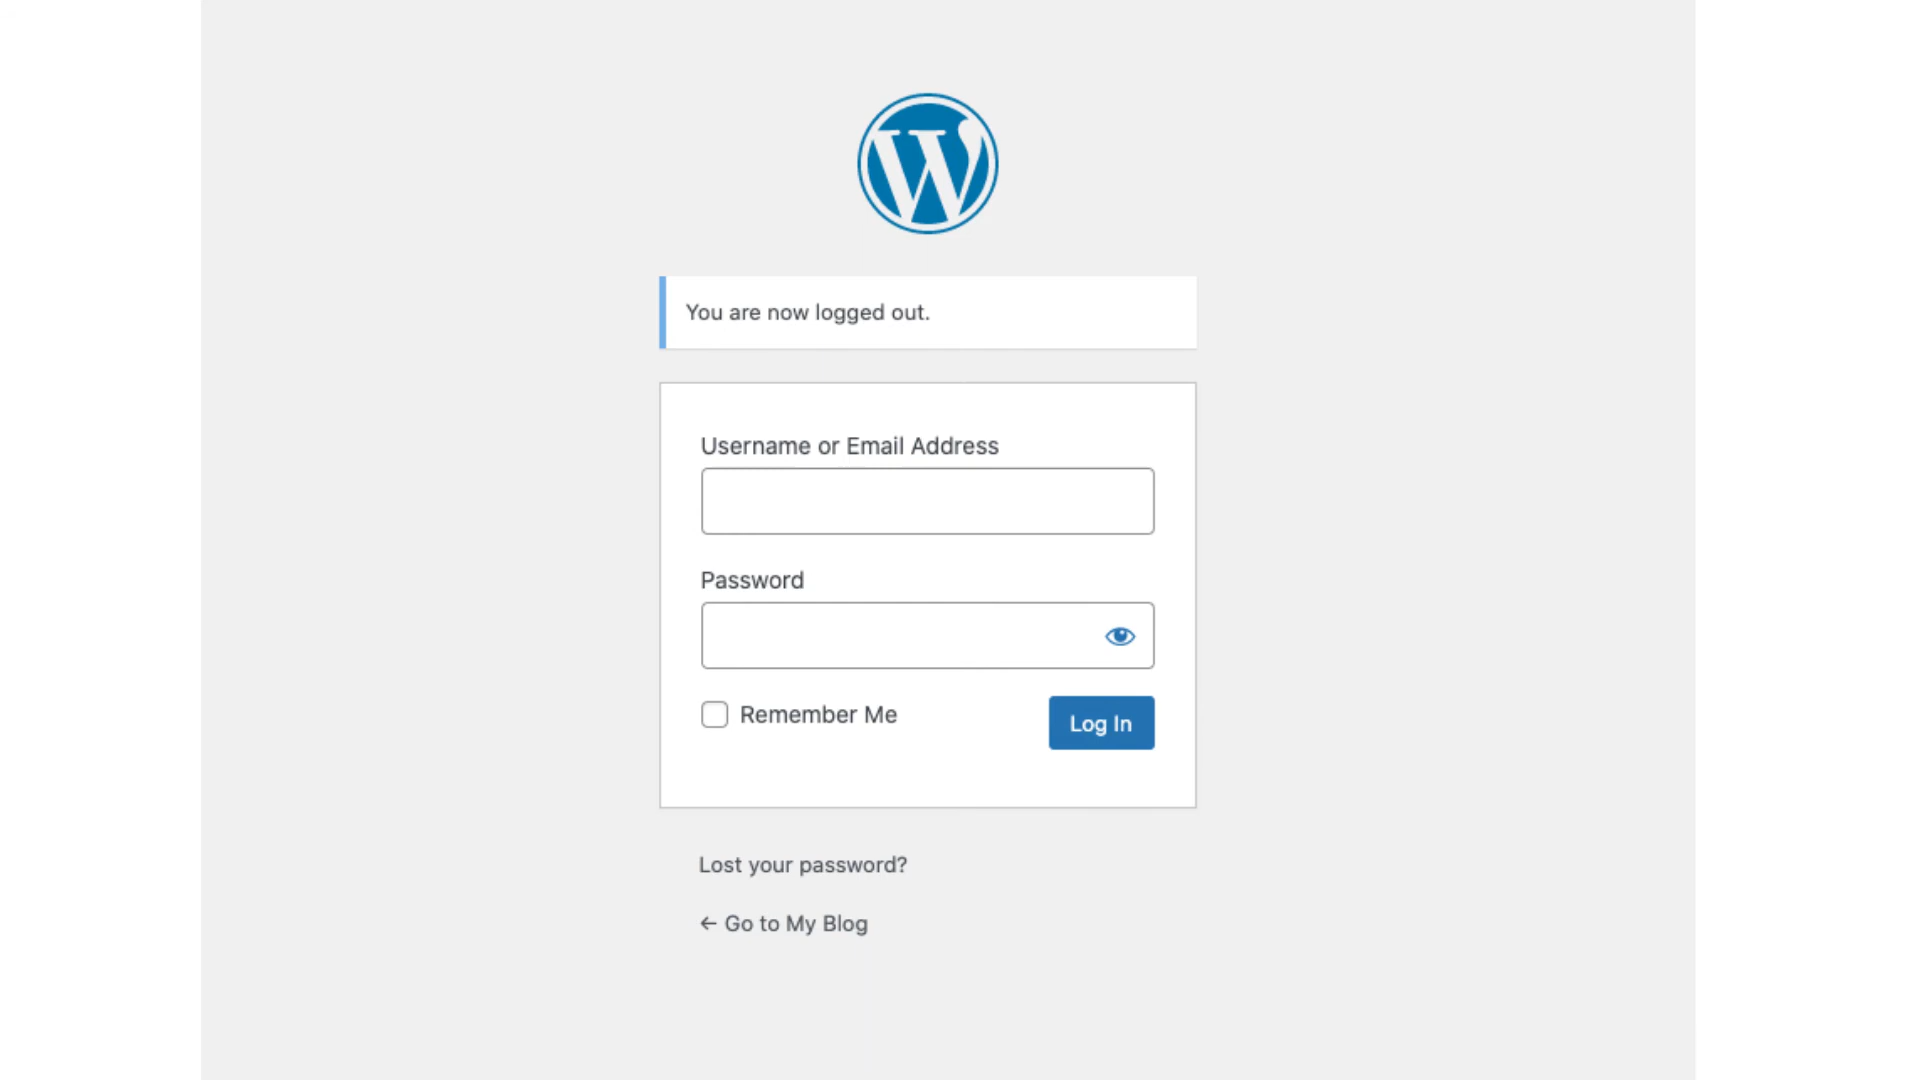 You are now logged out.
Username or Email Address
Password
Remember Me
Log In
Lost your password?
← Go to My Blog